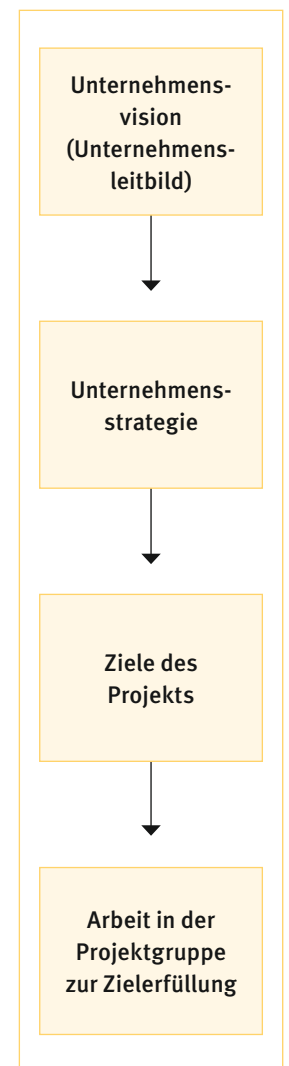 Unternehmens-
vision
(Unternehmens-
leitbild)
Unternehmens-
strategie
Ziele des
Projekts
Arbeit in der
Projektgruppe
zur Zielerfüllung